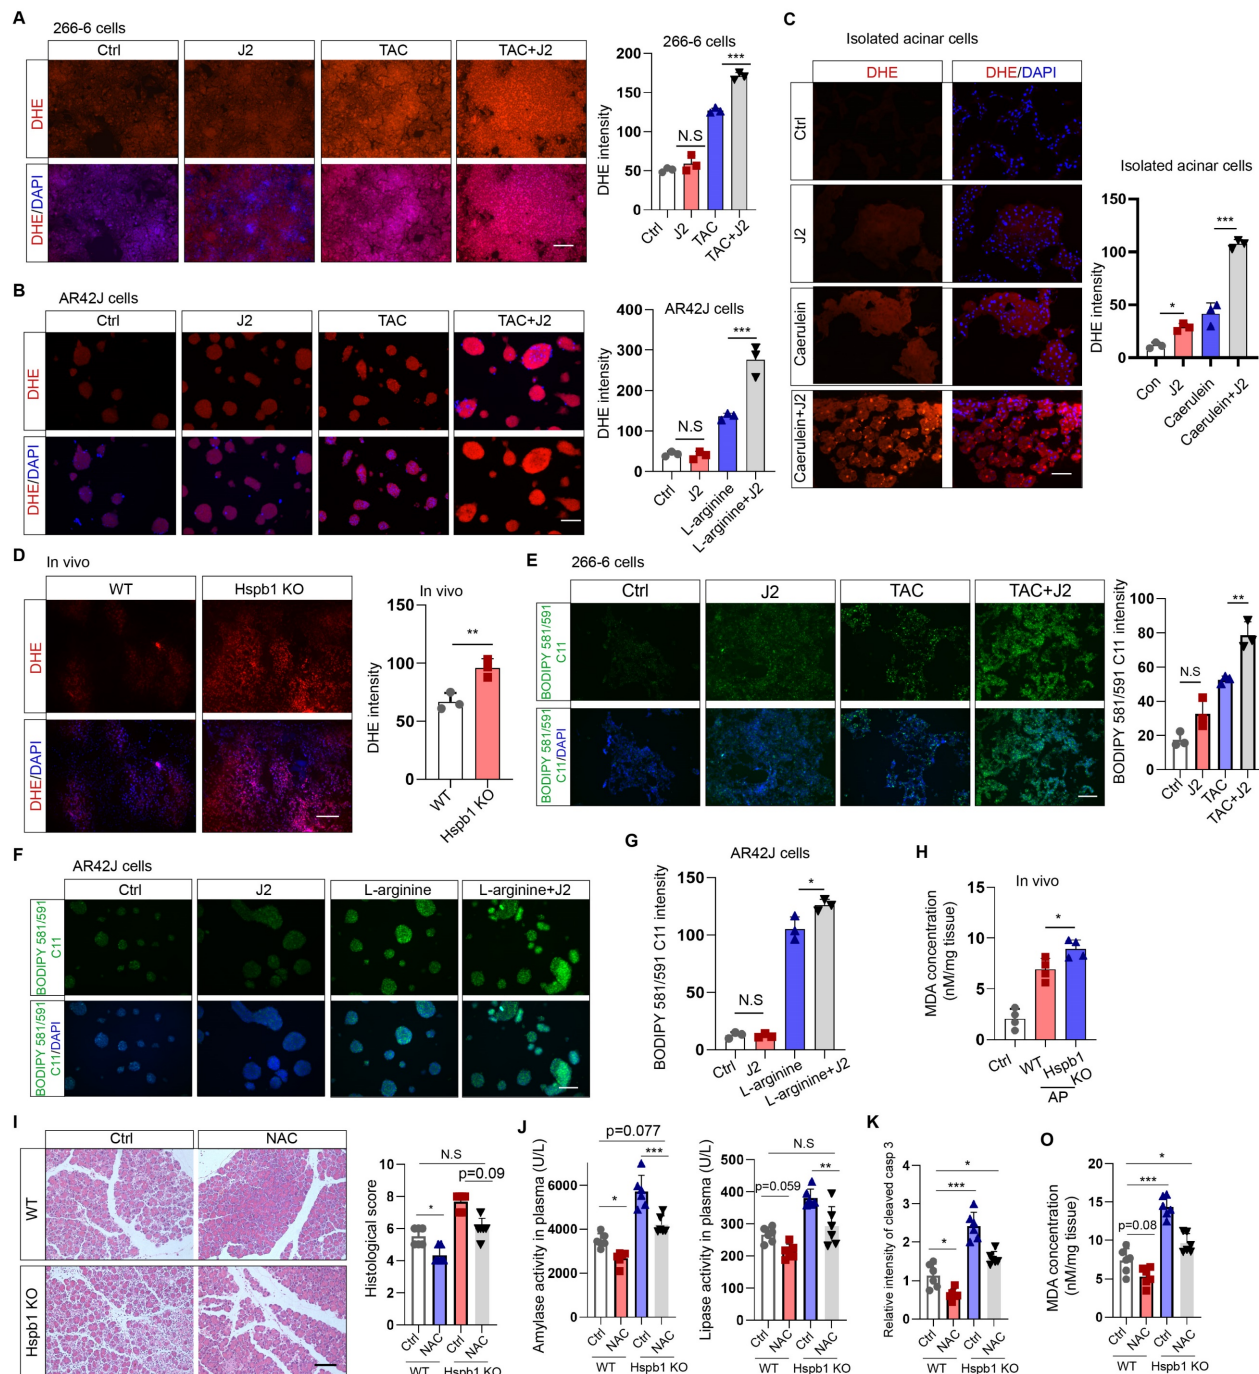 A
266-6 cells
Ctrl
J2
TAC
TAC+J2
DHE
DHE/DAPI
266-6 cells
DHE intensity
200
150
100
50
0
N.S
***
Ctrl
J2
TAC
TAC+J2
B
AR42J cells
Ctrl
J2
TAC
TAC+J2
DHE
DHE/DAPI
AR42J cells
DHE intensity
400
300
200
100
0
N.S
***
Ctrl
J2
L-arginine
L-arginine+J2
C
Isolated acinar cells
DHE
DHE/DAPI
Ctrl
J2
Caerulein
Caerulein+J2
Isolated acinar cells
DHE intensity
150
100
50
0
*
***
Con
J2
Caerulein
Caerulein+J2
D
In vivo
WT
Hspb1 KO
DHE
DHE/DAPI
In vivo
DHE intensity
150
100
50
0
**
WT
Hspb1 KO
E
266-6 cells
Ctrl
J2
TAC
TAC+J2
BODIPY 581/591
C11
BODIPY 581/591
C11/DAPI
BODIPY 581/591 C11 intensity
100
80
60
40
20
0
N.S
**
Ctrl
J2
TAC
TAC+J2
F
AR42J cells
Ctrl
J2
L-arginine
L-arginine+J2
BODIPY 581/591
C11
BODIPY 581/591
C11/DAPI
G
AR42J cells
BODIPY 581/591 C11 intensity
150
100
50
0
N.S
*
Ctrl
J2
L-arginine
L-arginine+J2
H
In vivo
MDA concentration
(nM/mg tissue)
15
10
5
0
*
Ctrl
WT
Hspb1
KO
AP
I
Ctrl
NAC
WT
Hspb1 KO
Histological score
10
8
6
4
2
0
N.S
p=0.09
*
Ctrl
NAC
Ctrl
NAC
WT
Hspb1 KO
J
Amylase activity in plasma (U/L)
6000
4000
2000
0
p=0.077
***
*
Ctrl
NAC
Ctrl
NAC
WT
Hspb1 KO
Lipase activity in plasma (U/L)
500
400
300
200
100
0
N.S
**
p=0.059
Ctrl
NAC
Ctrl
NAC
WT
Hspb1 KO
K
Relative intensity of cleaved casp 3
4
3
2
1
0
*
***
*
Ctrl
NAC
Ctrl
NAC
WT
Hspb1 KO
O
MDA concentration
(nM/mg tissue)
20
15
10
5
0
*
***
p=0.08
Ctrl
NAC
Ctrl
NAC
WT
Hspb1 KO